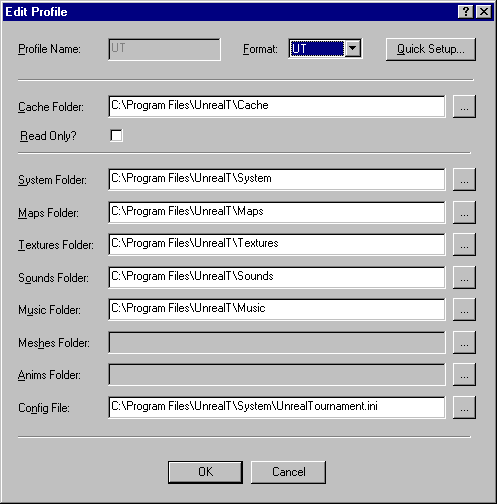 Edit Profile
Profile Name: UT Format: UT Quick Setup...
Cache Folder: C:\Program Files\UnrealT\Cache ...
Read Only?
System Folder: C:\Program Files\UnrealT\System ...
Maps Folder: C:\Program Files\UnrealT\Maps ...
Textures Folder: C:\Program Files\UnrealT\Textures ...
Sounds Folder: C:\Program Files\UnrealT\Sounds ...
Music Folder: C:\Program Files\UnrealT\Music ...
Meshes Folder: ...
Anims Folder: ...
Config File: C:\Program Files\UnrealT\System\UnrealTournament.ini ...
OK Cancel